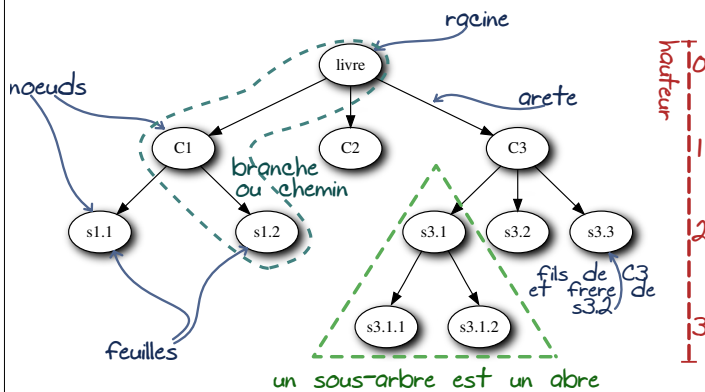 racine
livre
0
hauteur
noeuds
arete
C1
C2
C3
1
branche
ou chemin
s1.1
s1.2
s3.1
s3.2
s3.3
2
fils de C3
et frere de
s3.2
s3.1.1
s3.1.2
3
feuilles
un sous-arbre est un abre